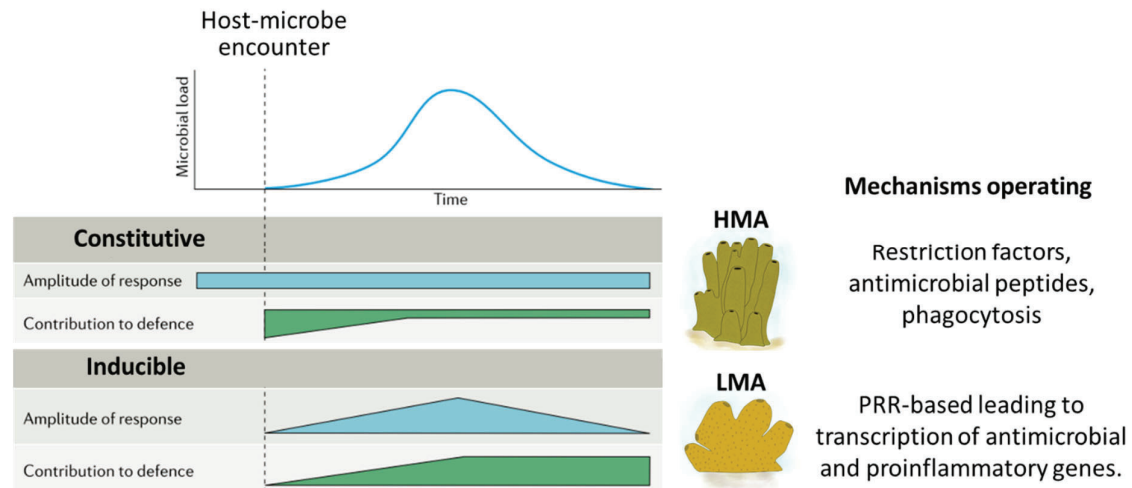 Host-microbe
encounter
Microbial load
Time
Constitutive
Amplitude of response
Contribution to defence
Inducible
Amplitude of response
Contribution to defence
HMA
LMA
Mechanisms operating
Restriction factors,
antimicrobial peptides,
phagocytosis
PRR-based leading to
transcription of antimicrobial
and proinflammatory genes.